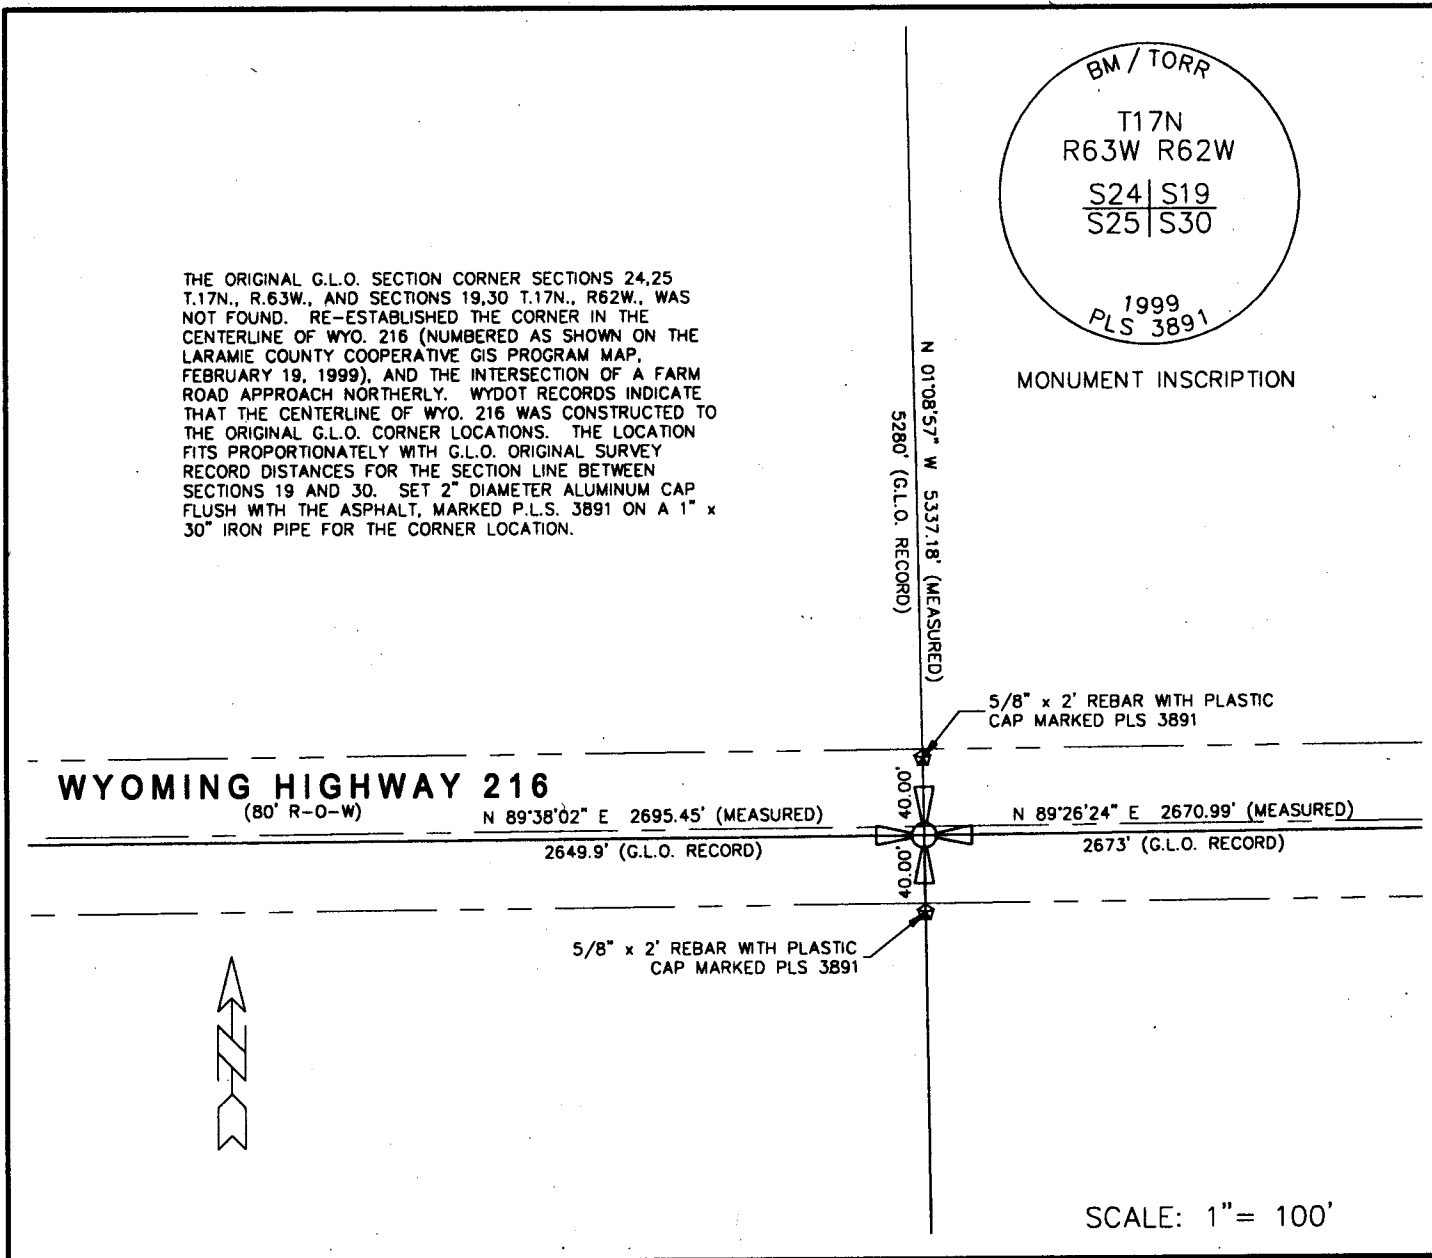 BM / TORR
T17N
R63W R62W
S24 S19
S25 S30
1999
PLS 3891
MONUMENT INSCRIPTION
THE ORIGINAL G.L.O. SECTION CORNER SECTIONS 24,25
T.17N., R.63W., AND SECTIONS 19,30 T.17N., R62W., WAS
NOT FOUND. RE-ESTABLISHED THE CORNER IN THE
CENTERLINE OF WYO. 216 (NUMBERED AS SHOWN ON THE
LARAMIE COUNTY COOPERATIVE GIS PROGRAM MAP,
FEBRUARY 19, 1999), AND THE INTERSECTION OF A FARM
ROAD APPROACH NORTHERLY. WYDOT RECORDS INDICATE
THAT THE CENTERLINE OF WYO. 216 WAS CONSTRUCTED TO
THE ORIGINAL G.L.O. CORNER LOCATIONS. THE LOCATION
FITS PROPORTIONATELY WITH G.L.O. ORIGINAL SURVEY
RECORD DISTANCES FOR THE SECTION LINE BETWEEN
SECTIONS 19 AND 30. SET 2" DIAMETER ALUMINUM CAP
FLUSH WITH THE ASPHALT, MARKED P.L.S. 3891 ON A 1" x
30" IRON PIPE FOR THE CORNER LOCATION.
N 01°08'57" W 5337.18' (MEASURED)
5280' (G.L.O. RECORD)
5/8" x 2' REBAR WITH PLASTIC
CAP MARKED PLS 3891
WYOMING HIGHWAY 216
(80' R-O-W)
N 89°38'02" E 2695.45' (MEASURED)
2649.9' (G.L.O. RECORD)
40.00'
40.00'
N 89°26'24" E 2670.99' (MEASURED)
2673' (G.L.O. RECORD)
5/8" x 2' REBAR WITH PLASTIC
CAP MARKED PLS 3891
N
SCALE: 1"= 100'